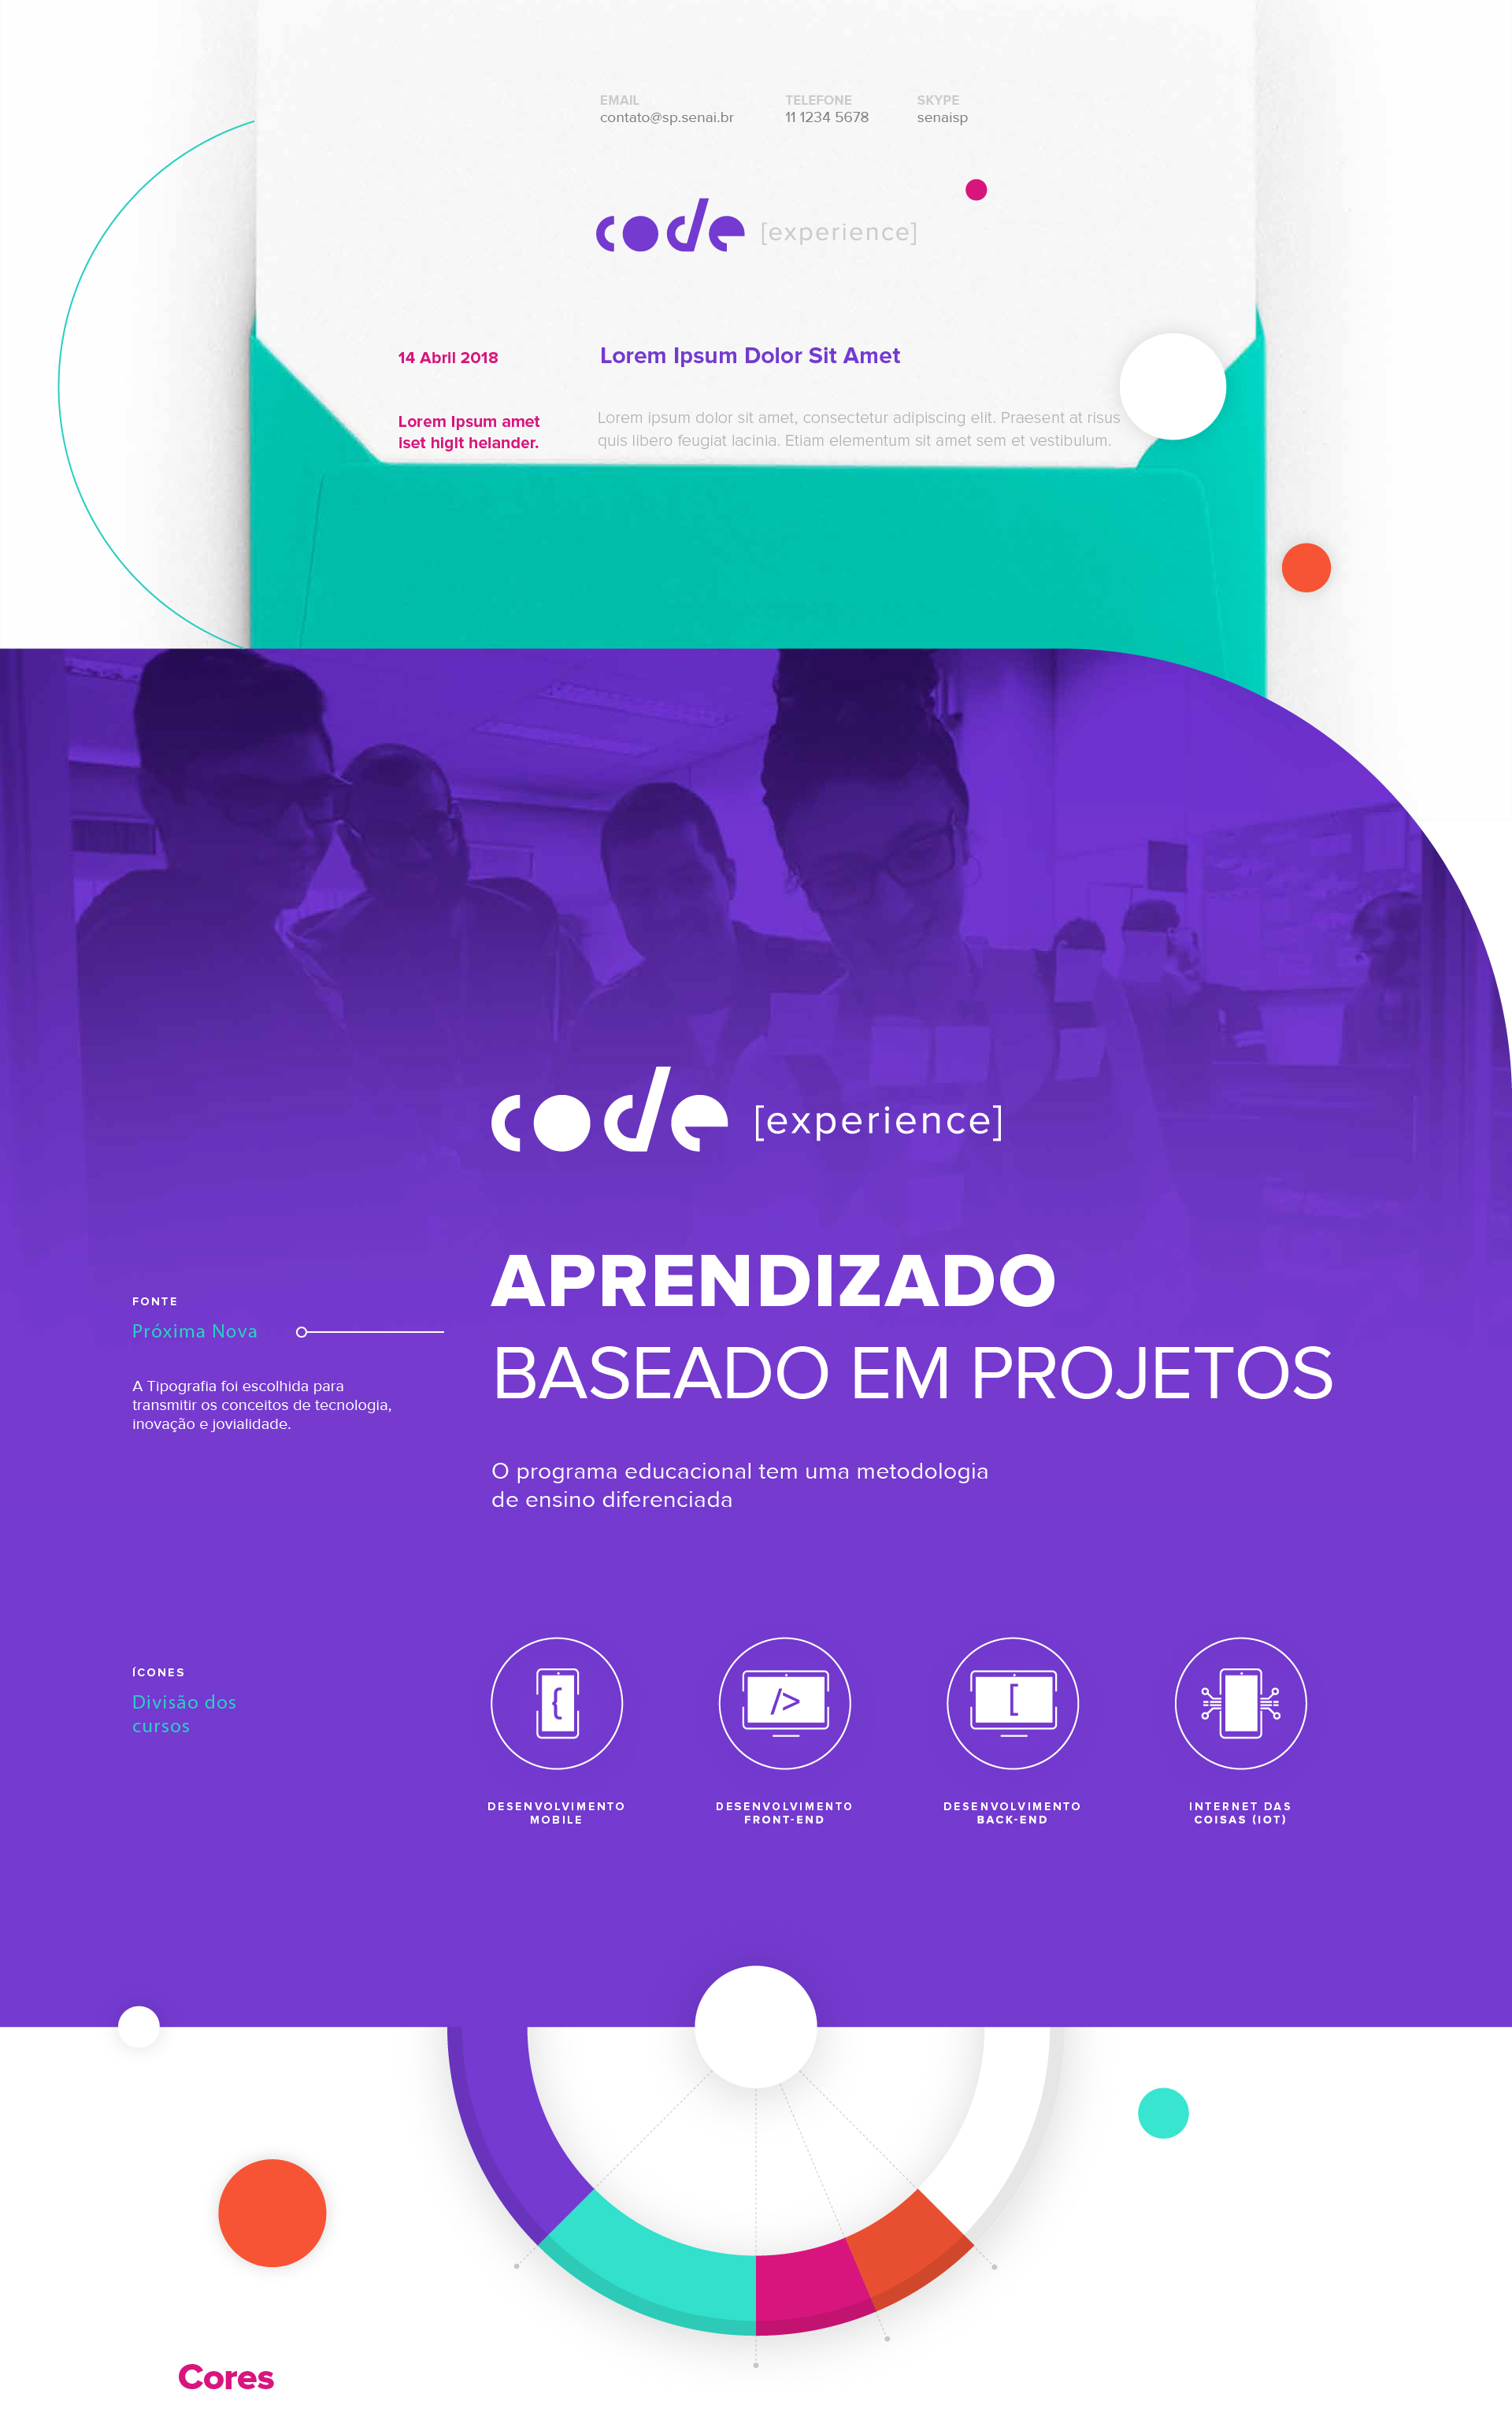 EMAIL
contato@sp.senai.br
TELEFONE
11 1234 5678
SKYPE
senaisp
code [experience]
14 Abril 2018
Lorem Ipsum Dolor Sit Amet
Lorem Ipsum amet
iset higlt helander.
Lorem ipsum dolor sit amet, consectetur adipiscing elit. Praesent at risus
quis libero feugiat lacinia. Etiam elementum sit amet sem et vestibulum.
code [experience]
APRENDIZADO
BASEADO EM PROJETOS
FONTE
Próxima Nova
A Tipografia foi escolhida para
transmitir os conceitos de tecnologia,
inovação e jovialidade.
O programa educacional tem uma metodologia
de ensino diferenciada
ÍCONES
Divisão dos
cursos
{
/>
[
DESENVOLVIMENTO
MOBILE
DESENVOLVIMENTO
FRONT-END
DESENVOLVIMENTO
BACK-END
INTERNET DAS
COISAS (IOT)
Cores